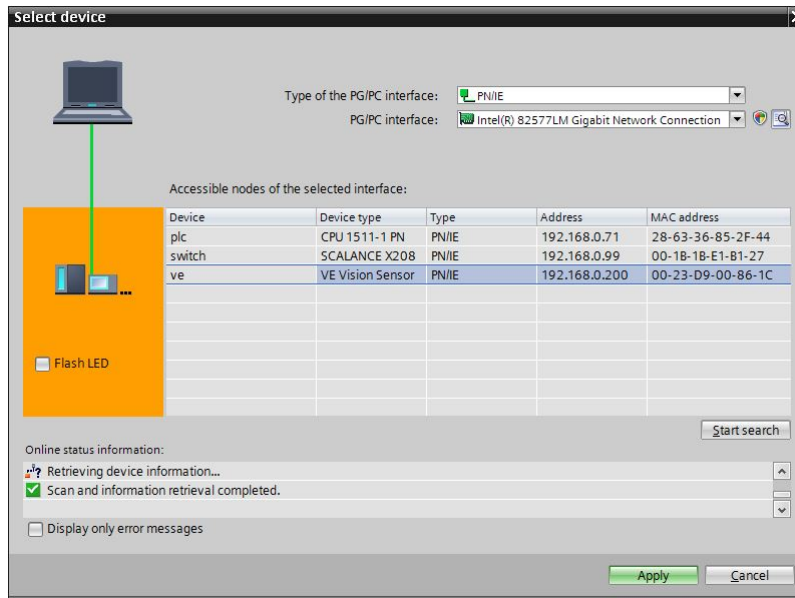 Select device
Type of the PG/PC interface: PN/IE
PG/PC interface: Intel(R) 82577LM Gigabit Network Connection
Accessible nodes of the selected interface:
Device Device type Type Address MAC address
plc CPU 1511-1 PN PN/IE 192.168.0.71 28-63-36-85-2F-44
switch SCALANCE X208 PN/IE 192.168.0.99 00-1B-1B-E1-B1-27
ve VE Vision Sensor PN/IE 192.168.0.200 00-23-D9-00-86-1C
Flash LED
Start search
Online status information:
Retrieving device information...
Scan and information retrieval completed.
Display only error messages
Apply Cancel